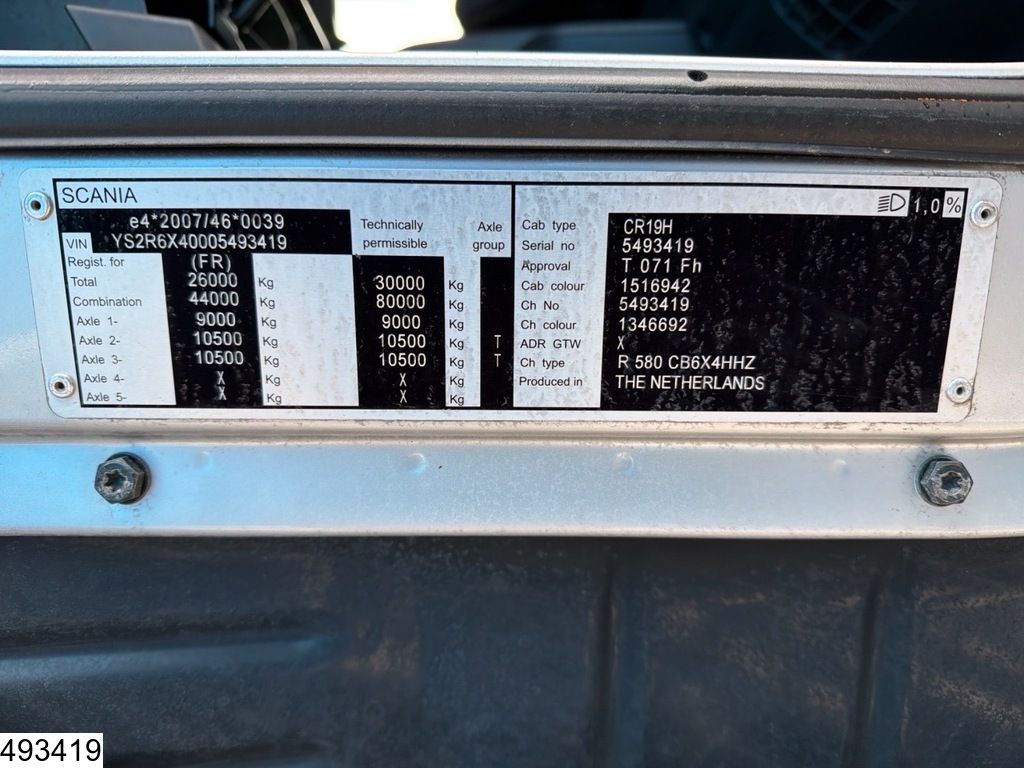 SCANIA
e4*2007/46*0039
VIN YS2R6X40005493419
Technically permissible
Axle group
Regist. for (FR)
Total 26000 Kg 30000 Kg
Combination 44000 Kg 80000 Kg
Axle 1- 9000 Kg 9000 Kg
Axle 2- 10500 Kg 10500 Kg T
Axle 3- 10500 Kg 10500 Kg T
Axle 4- X Kg X Kg
Axle 5- X Kg X Kg
1,0 %
Cab type CR19H
Serial no 5493419
Approval T 071 Fh
Cab colour 1516942
Ch No 5493419
Ch colour 1346692
ADR GTW X
Ch type R 580 CB6X4HHZ
Produced in THE NETHERLANDS
493419